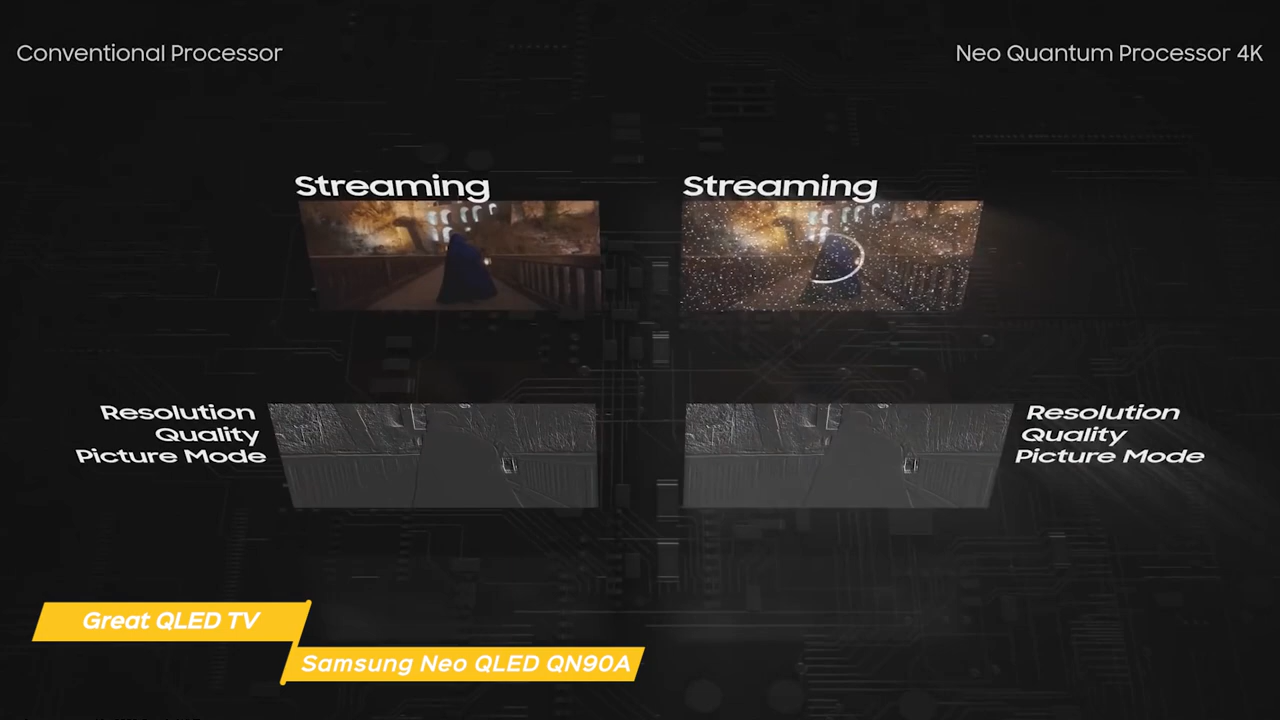 Conventional Processor
Neo Quantum Processor 4K
Streaming
Streaming
Resolution
Quality
Picture Mode
Resolution
Quality
Picture Mode
Great QLED TV
Samsung Neo QLED QN90A